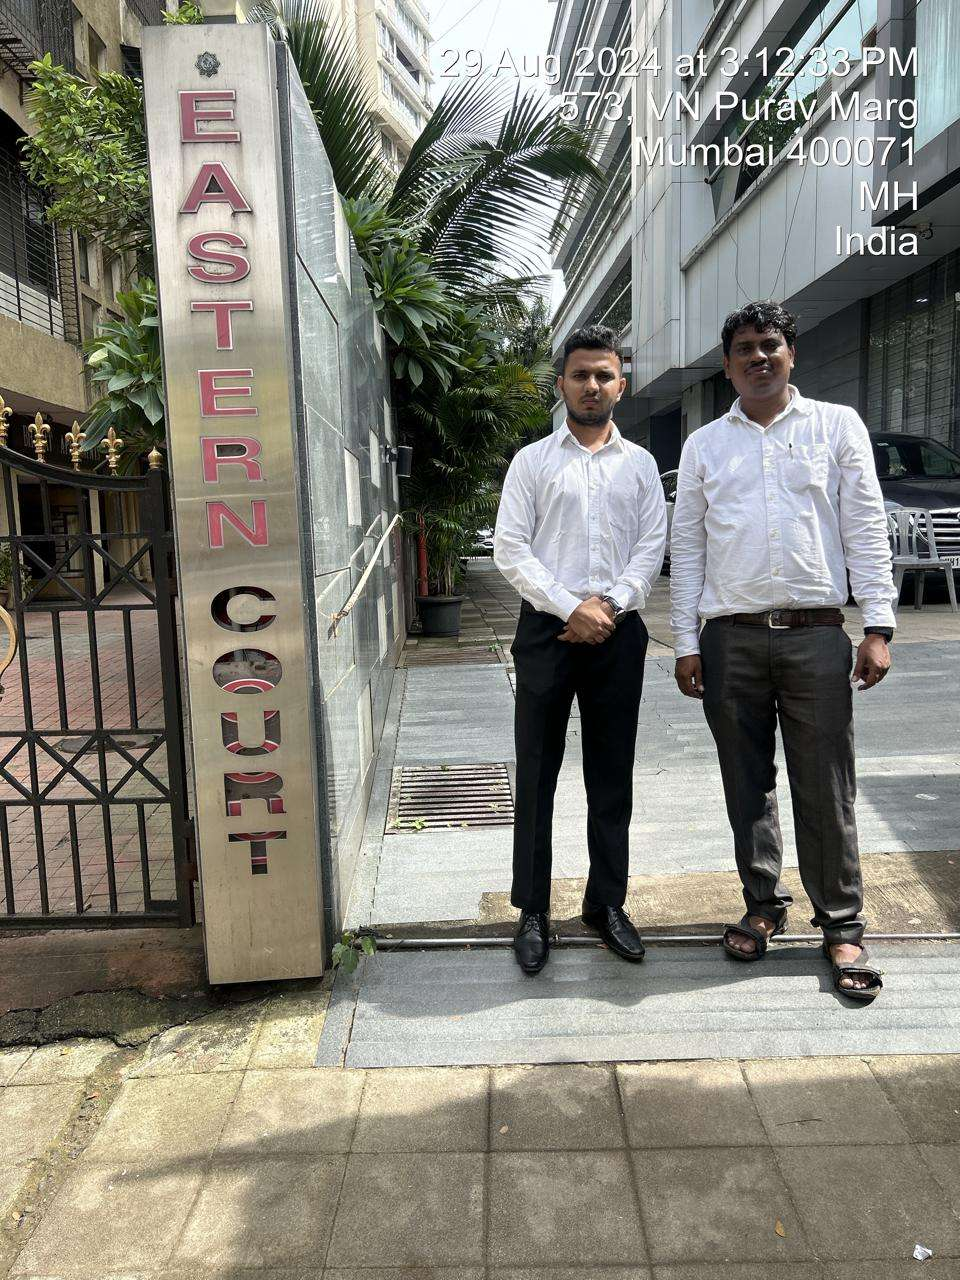 29 Aug 2024 at 3:12:33 PM
573, VN Purav Marg
Mumbai 400071
MH
India
EASTERN COURT